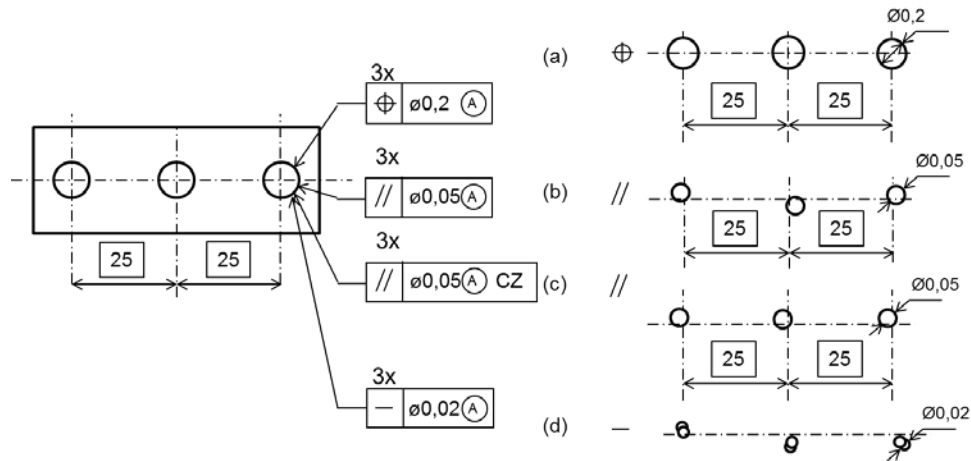 3x
⌖ ø0,2 Ⓐ
3x
// ø0,05Ⓐ
3x
// ø0,05Ⓐ CZ
3x
— ø0,02Ⓐ
25 25
(a) ⌖ Ø0,2
25 25
(b) // Ø0,05
25 25
(c) // Ø0,05
25 25
(d) — Ø0,02